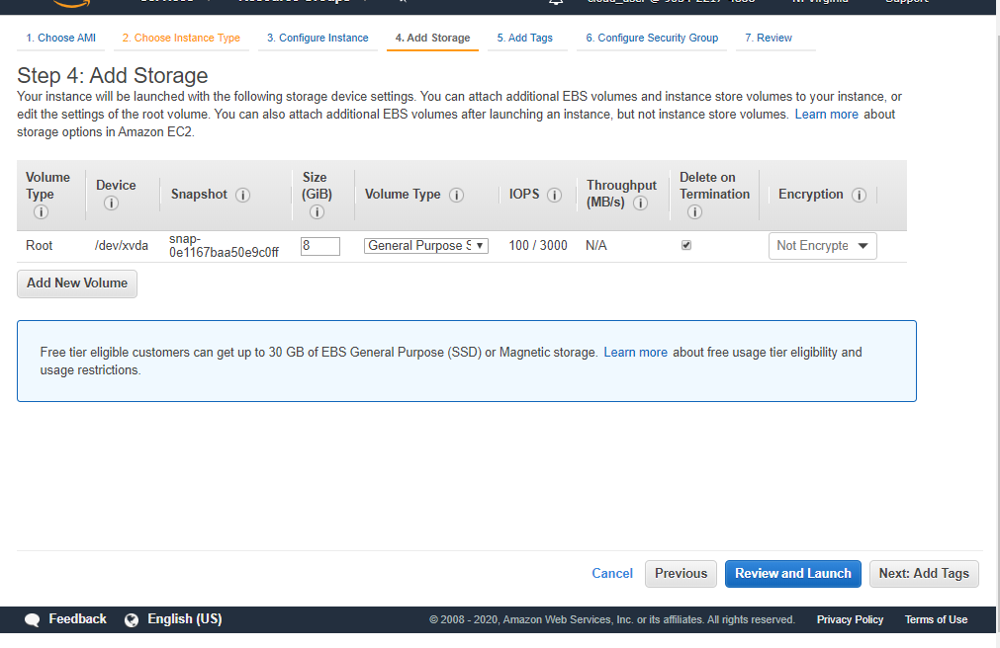 1. Choose AMI 2. Choose Instance Type 3. Configure Instance 4. Add Storage 5. Add Tags 6. Configure Security Group 7. Review
Step 4: Add Storage
Your instance will be launched with the following storage device settings. You can attach additional EBS volumes and instance store volumes to your instance, or
edit the settings of the root volume. You can also attach additional EBS volumes after launching an instance, but not instance store volumes. Learn more about
storage options in Amazon EC2.
Volume
Type
Device
Snapshot
Size
(GiB)
Volume Type
IOPS
Throughput
(MB/s)
Delete on
Termination
Encryption
Root
/dev/xvda
snap-
0e1167baa50e9c0ff
8
General Purpose S
100 / 3000
N/A
Not Encrypte
Add New Volume
Free tier eligible customers can get up to 30 GB of EBS General Purpose (SSD) or Magnetic storage. Learn more about free usage tier eligibility and
usage restrictions.
Cancel Previous Review and Launch Next: Add Tags
Feedback English (US) © 2008 - 2020, Amazon Web Services, Inc. or its affiliates. All rights reserved. Privacy Policy Terms of Use